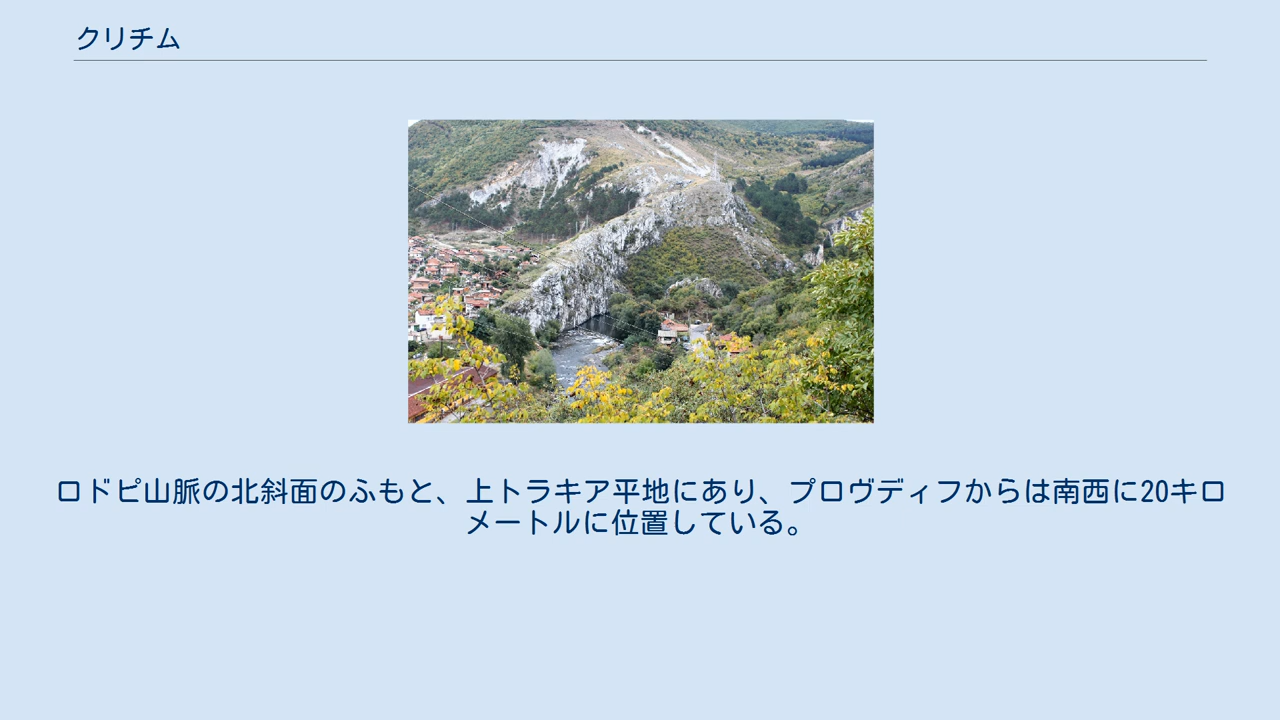 クリチム
ロドピ山脈の北斜面のふもと、上トラキア平地にあり、プロヴディフからは南西に20キロ
メートルに位置している。